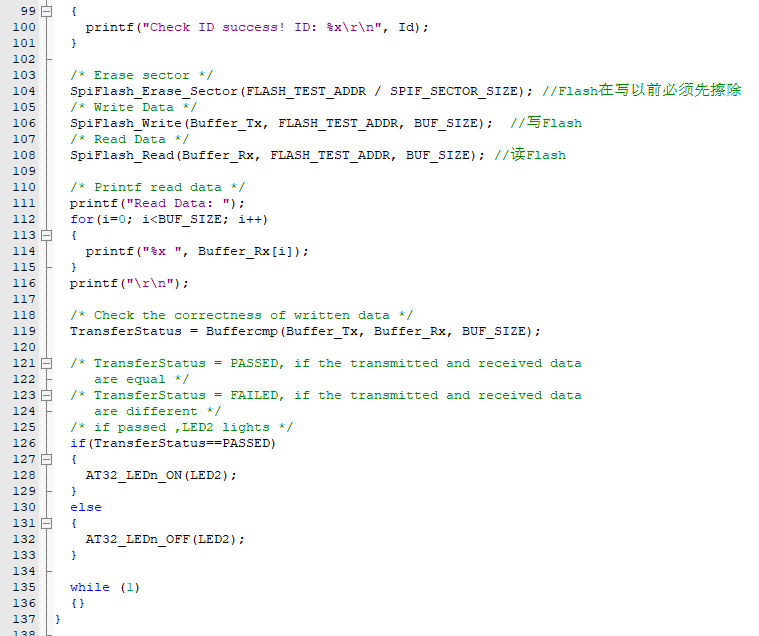 99 {
100 printf("Check ID success! ID: %x\r\n", Id);
101 }
102
103 /* Erase sector */
104 SpiFlash_Erase_Sector(FLASH_TEST_ADDR / SPIF_SECTOR_SIZE); //Flash在写以前必须先擦除
105 /* Write Data */
106 SpiFlash_Write(Buffer_Tx, FLASH_TEST_ADDR, BUF_SIZE);  //写Flash
107 /* Read Data */
108 SpiFlash_Read(Buffer_Rx, FLASH_TEST_ADDR, BUF_SIZE); //读Flash
109
110 /* Printf read data */
111 printf("Read Data: ");
112 for(i=0; i<BUF_SIZE; i++)
113 {
114 printf("%x ", Buffer_Rx[i]);
115 }
116 printf("\r\n");
117
118 /* Check the correctness of written data */
119 TransferStatus = Buffercmp(Buffer_Tx, Buffer_Rx, BUF_SIZE);
120
121 /* TransferStatus = PASSED, if the transmitted and received data
122 are equal */
123 /* TransferStatus = FAILED, if the transmitted and received data
124 are different */
125 /* if passed ,LED2 lights */
126 if(TransferStatus==PASSED)
127 {
128 AT32_LEDn_ON(LED2);
129 }
130 else
131 {
132 AT32_LEDn_OFF(LED2);
133 }
134
135 while (1)
136 {}
137 }
138